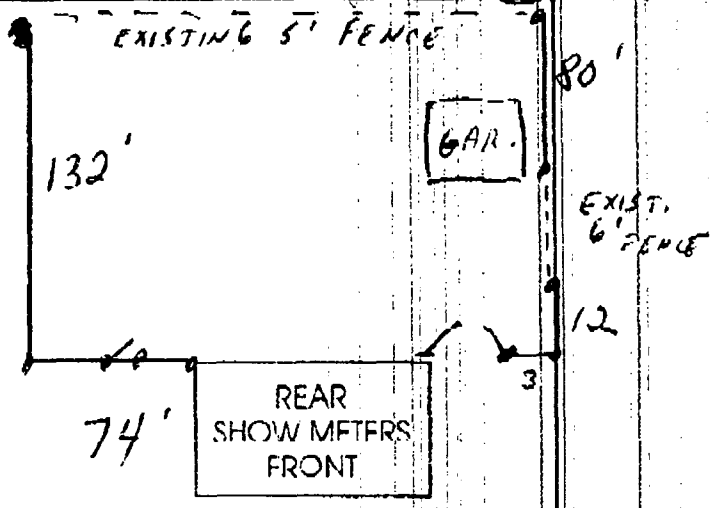 EXISTING 5' FENCE
80'
GAR.
132'
EXIST.
6' FENCE
12
3
74'
REAR
SHOW METERS
FRONT